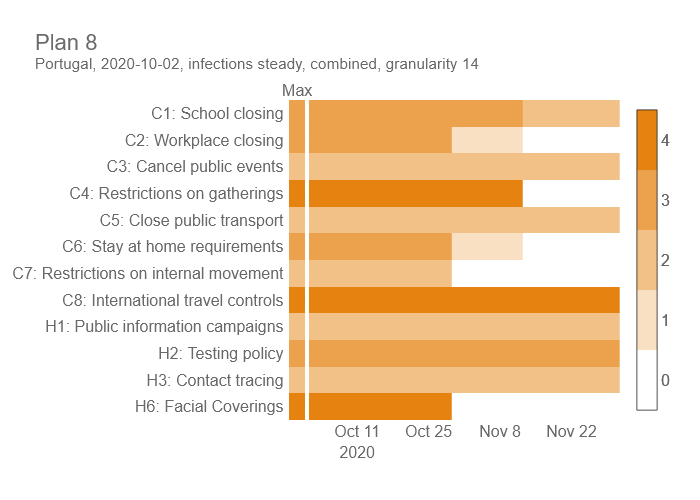 Plan 8
Portugal, 2020-10-02, infections steady, combined, granularity 14
Max
C1: School closing
C2: Workplace closing
C3: Cancel public events
C4: Restrictions on gatherings
C5: Close public transport
C6: Stay at home requirements
C7: Restrictions on internal movement
C8: International travel controls
H1: Public information campaigns
H2: Testing policy
H3: Contact tracing
H6: Facial Coverings
Oct 11 Oct 25 Nov 8 Nov 22
2020
4
3
2
1
0